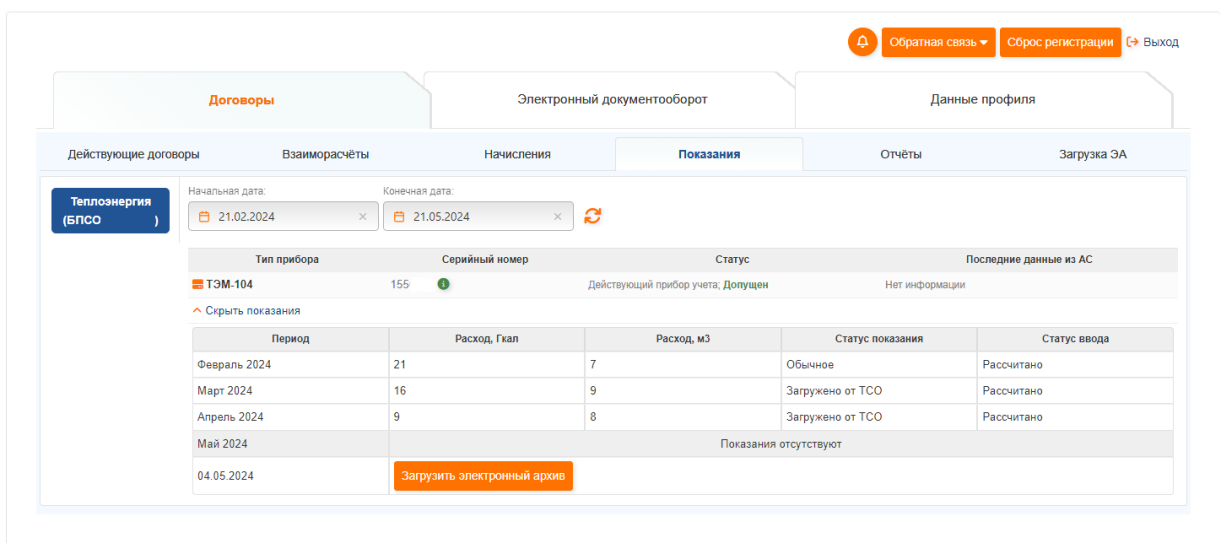 Обратная связь Сброс регистрации Выход
Договоры Электронный документооборот Данные профиля
Действующие договоры Взаиморасчёты Начисления Показания Отчёты Загрузка ЭА
Теплоэнергия
(БПСО )
Начальная дата: Конечная дата:
21.02.2024 × 21.05.2024 ×
Тип прибора Серийный номер Статус Последние данные из АС
ТЭМ-104 155 Действующий прибор учета; Допущен Нет информации
Скрыть показания
Период Расход, Гкал Расход, м3 Статус показания Статус ввода
Февраль 2024 21 7 Обычное Рассчитано
Март 2024 16 9 Загружено от ТСО Рассчитано
Апрель 2024 9 8 Загружено от ТСО Рассчитано
Май 2024 Показания отсутствуют
04.05.2024 Загрузить электронный архив